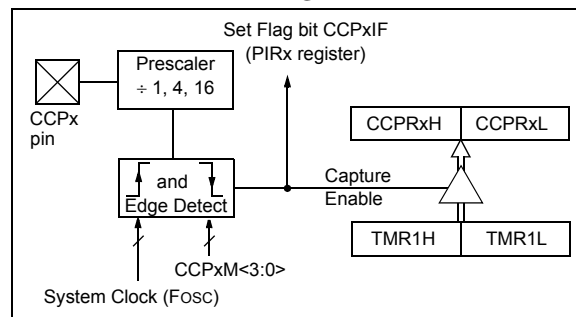 Set Flag bit CCPxIF
(PIRx register)
Prescaler
÷ 1, 4, 16
CCPx
pin
CCPRxH CCPRxL
and
Edge Detect
Capture
Enable
TMR1H TMR1L
CCPxM<3:0>
System Clock (FOSC)